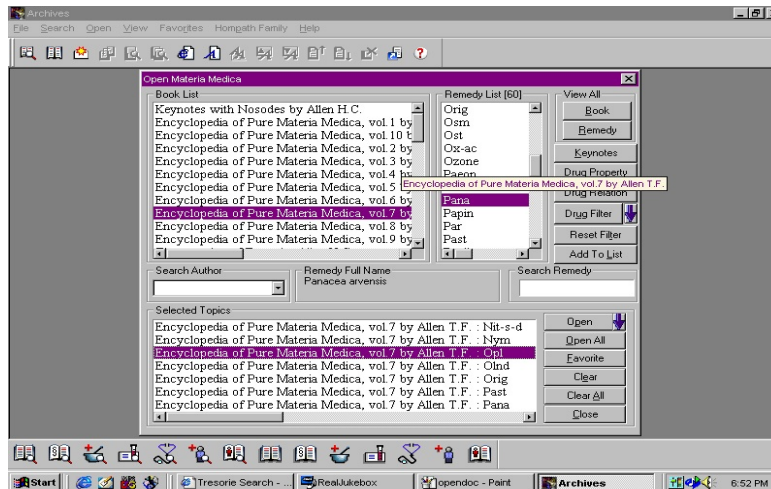 Archives
File Search Open View Favorites Hompath Family Help
Open Materia Medica
Book List
Keynotes with Nosodes by Allen H.C.
Encyclopedia of Pure Materia Medica, vol.1 by
Encyclopedia of Pure Materia Medica, vol.10 b
Encyclopedia of Pure Materia Medica, vol.2 by
Encyclopedia of Pure Materia Medica, vol.3 by
Encyclopedia of Pure Materia Medica, vol.4 by
Encyclopedia of Pure Materia Medica, vol.5
Encyclopedia of Pure Materia Medica, vol.6 by
Encyclopedia of Pure Materia Medica, vol.7 by
Encyclopedia of Pure Materia Medica, vol.8 by
Encyclopedia of Pure Materia Medica, vol.9 by
Remedy List [60]
Orig
Osm
Ost
Ox-ac
Ozone
Paeon
Encyclopedia of Pure Materia Medica, vol.7 by Allen T.F.
Pana
Papin
Par
Past
View All
Book
Remedy
Keynotes
Drug Property
Drug Relation
Drug Filter
Reset Filter
Add To List
Search Author
Remedy Full Name
Panacea arvensis
Search Remedy
Selected Topics
Encyclopedia of Pure Materia Medica, vol.7 by Allen T.F. : Nit-s-d
Encyclopedia of Pure Materia Medica, vol.7 by Allen T.F. : Nym
Encyclopedia of Pure Materia Medica, vol.7 by Allen T.F. : Opl
Encyclopedia of Pure Materia Medica, vol.7 by Allen T.F. : Olnd
Encyclopedia of Pure Materia Medica, vol.7 by Allen T.F. : Orig
Encyclopedia of Pure Materia Medica, vol.7 by Allen T.F. : Past
Encyclopedia of Pure Materia Medica, vol.7 by Allen T.F. : Pana
Open
Open All
Favorite
Clear
Clear All
Close
Start
Tresorie Search - ...
RealJukebox
opendoc - Paint
Archives
6:52 PM